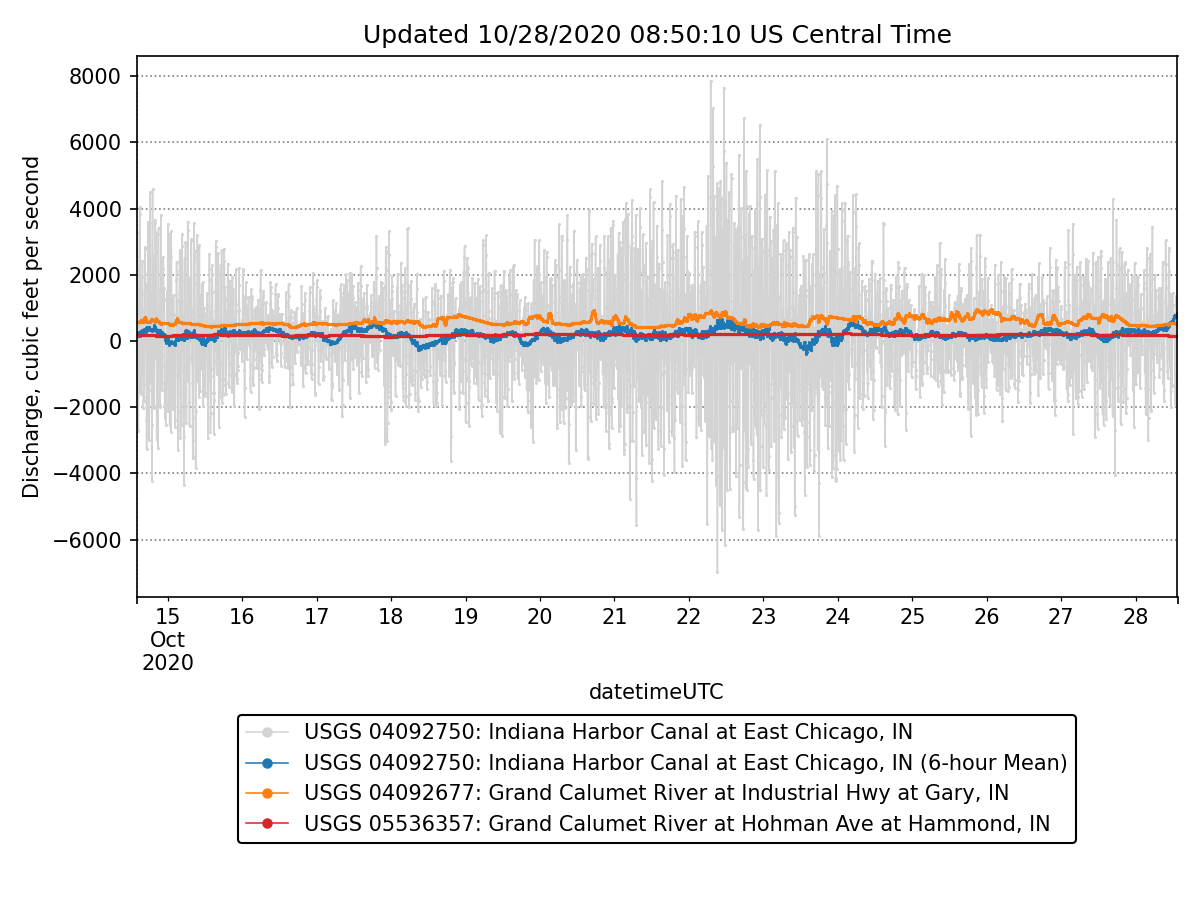 Updated 10/28/2020 08:50:10 US Central Time
Discharge, cubic feet per second
8000
6000
4000
2000
0
−2000
−4000
−6000
15 16 17 18 19 20 21 22 23 24 25 26 27 28
Oct
2020
datetimeUTC
USGS 04092750: Indiana Harbor Canal at East Chicago, IN
USGS 04092750: Indiana Harbor Canal at East Chicago, IN (6-hour Mean)
USGS 04092677: Grand Calumet River at Industrial Hwy at Gary, IN
USGS 05536357: Grand Calumet River at Hohman Ave at Hammond, IN